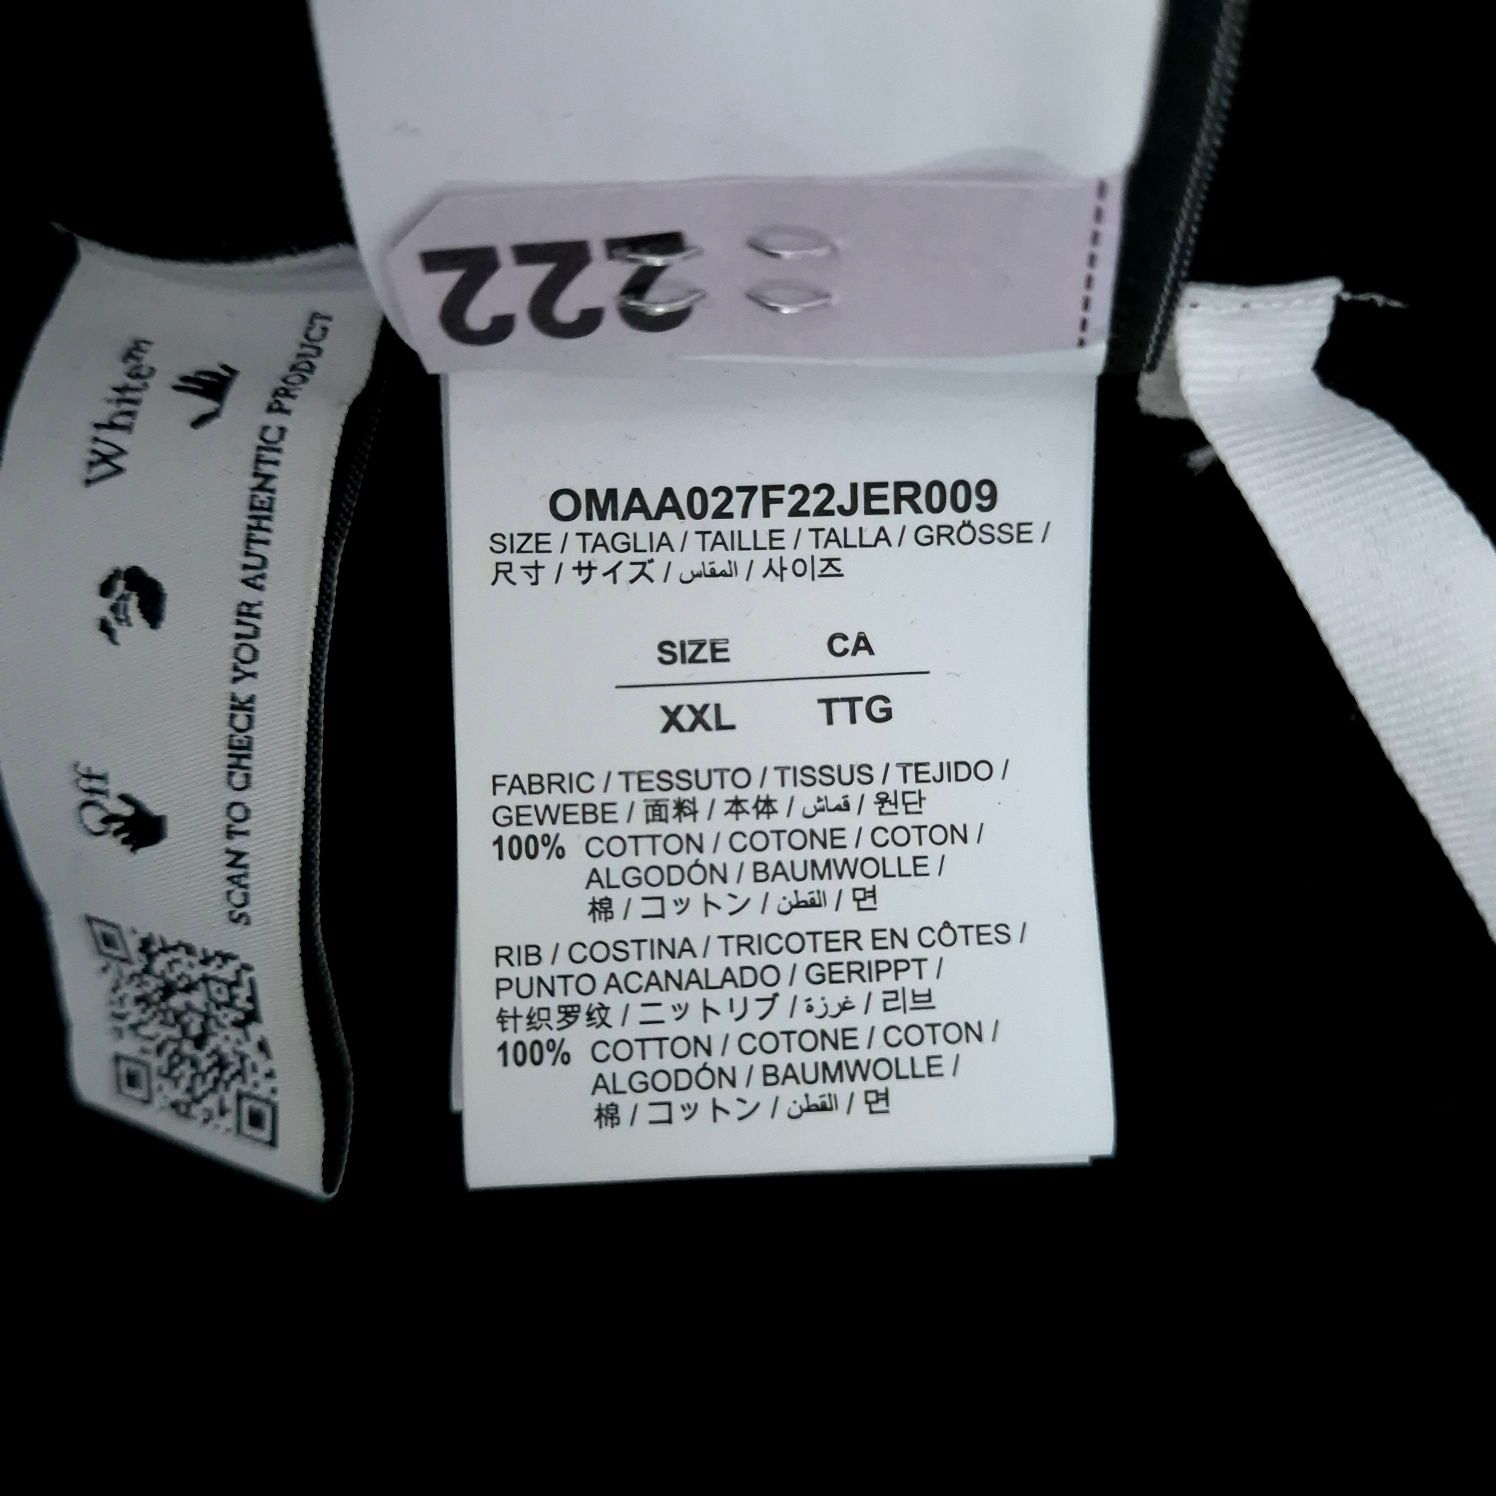 222
Off White™
SCAN TO CHECK YOUR AUTHENTIC PRODUCT
OMAA027F22JER009
SIZE / TAGLIA / TAILLE / TALLA / GRÖSSE /
尺寸 / サイズ / المقاس / 사이즈
SIZE CA
XXL TTG
FABRIC / TESSUTO / TISSUS / TEJIDO /
GEWEBE / 面料 / 本体 / قماش / 원단
100% COTTON / COTONE / COTON /
ALGODÓN / BAUMWOLLE /
棉 / コットン / القطن / 면
RIB / COSTINA / TRICOTER EN CÔTES /
PUNTO ACANALADO / GERIPPT /
针织罗纹 / ニットリブ / غرزة / 리브
100% COTTON / COTONE / COTON /
ALGODÓN / BAUMWOLLE /
棉 / コットン / القطن / 면